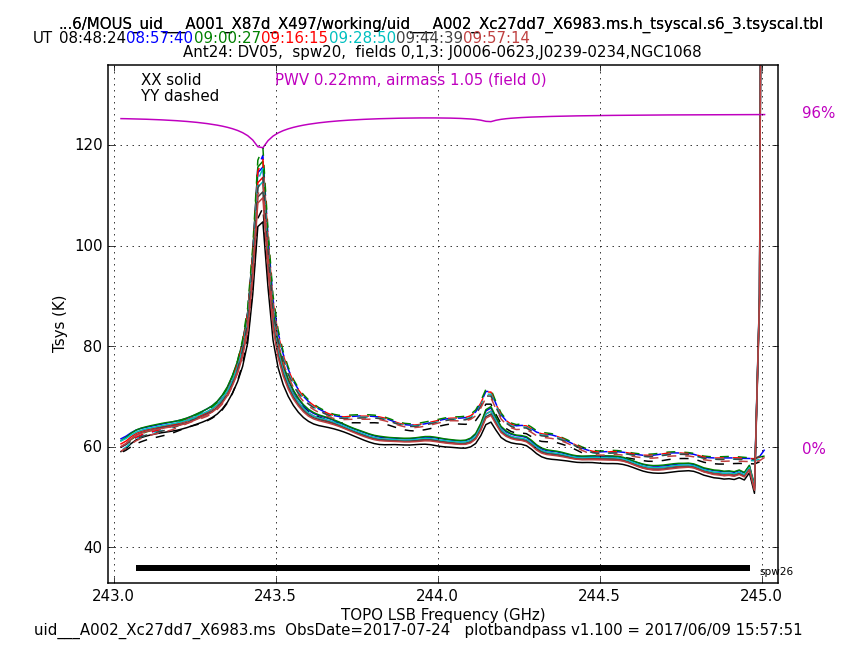 ...6/MOUS_uid___A001_X87d_X497/working/uid___A002_Xc27dd7_X6983.ms.h_tsyscal.s6_3.tsyscal.tbl
UT 08:48:24 08:57:40 09:00:27 09:16:15 09:28:50 09:44:39 09:57:14
Ant24: DV05,  spw20,  fields 0,1,3: J0006-0623,J0239-0234,NGC1068
XX solid
PWV 0.22mm, airmass 1.05 (field 0)
YY dashed
96%
120
100
80
60
40
Tsys (K)
0%
spw26
243.0 243.5 244.0 244.5 245.0
TOPO LSB Frequency (GHz)
uid___A002_Xc27dd7_X6983.ms  ObsDate=2017-07-24   plotbandpass v1.100 = 2017/06/09 15:57:51